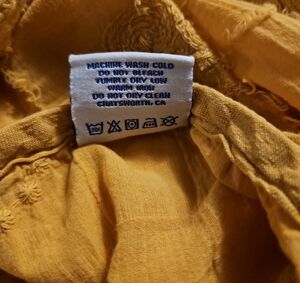 MACHINE WASH COLD
DO NOT BLEACH
TUMBLE DRY LOW
WARM IRON
DO NOT DRY CLEAN
CHATSWORTH, CA